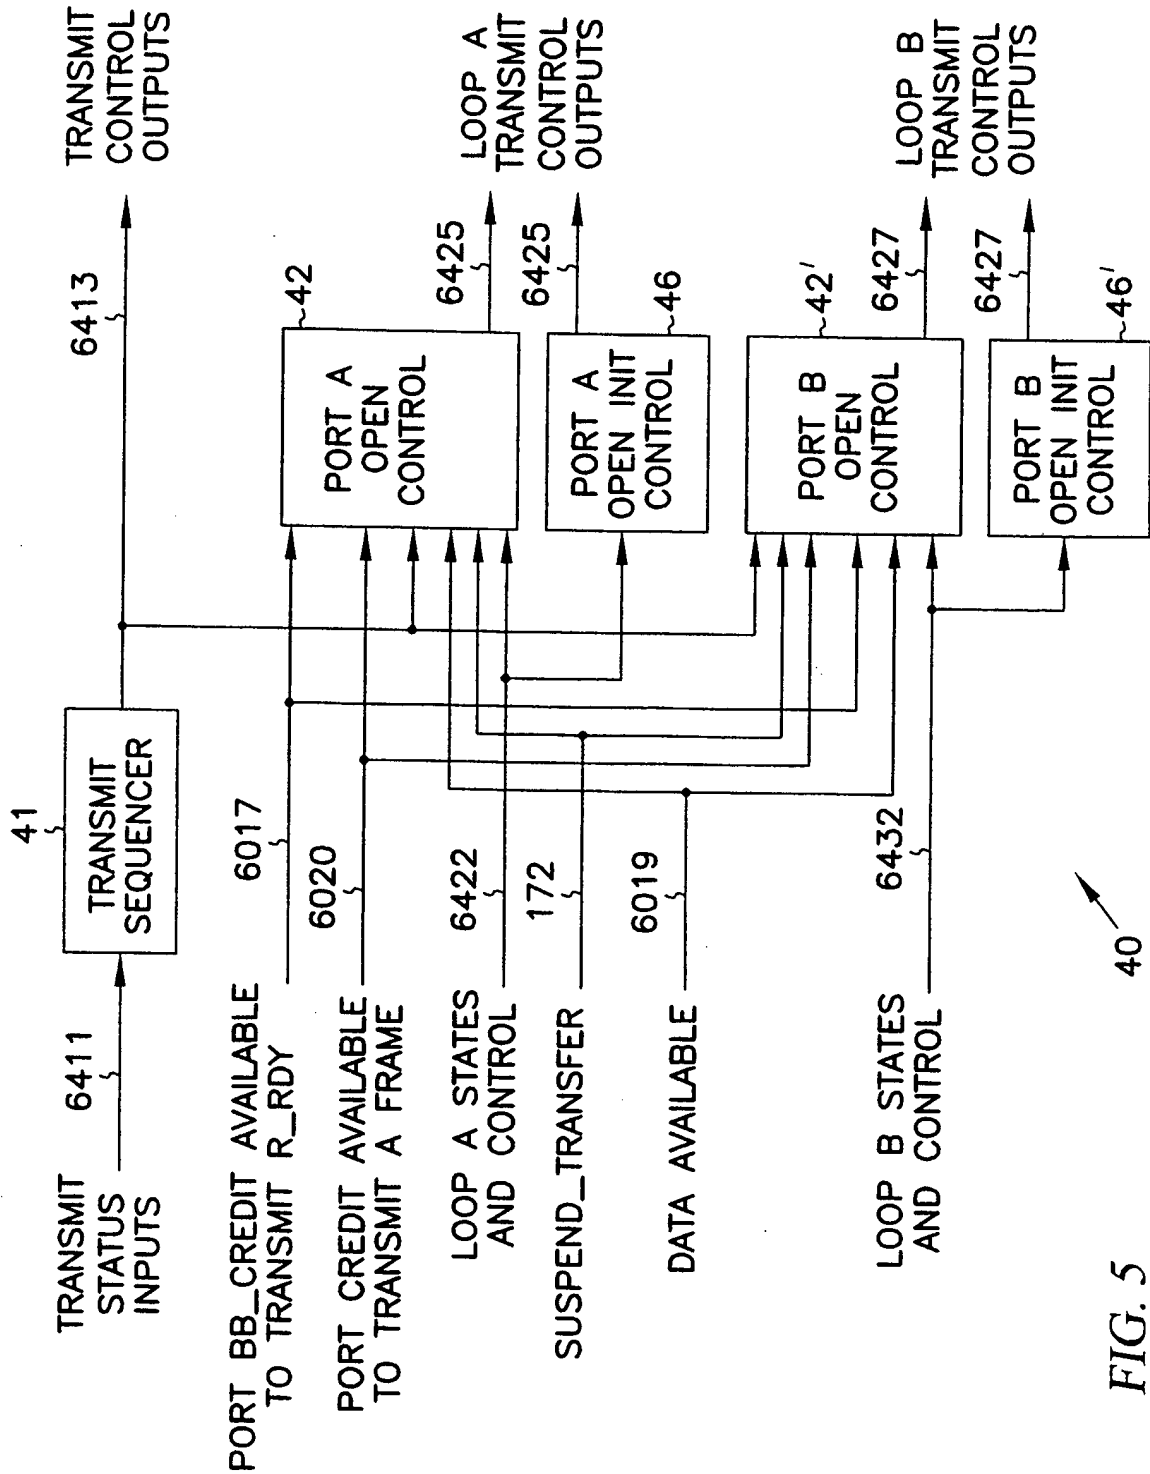 TRANSMIT
STATUS
INPUTS
6411
41
TRANSMIT
SEQUENCER
6413
TRANSMIT
CONTROL
OUTPUTS
PORT BB_CREDIT AVAILABLE
TO TRANSMIT R_RDY
6017
PORT CREDIT AVAILABLE
TO TRANSMIT A FRAME
6020
LOOP A STATES
AND CONTROL
6422
SUSPEND_TRANSFER
172
DATA AVAILABLE
6019
LOOP B STATES
AND CONTROL
6432
PORT A
OPEN
CONTROL
42
6425
LOOP A
TRANSMIT
CONTROL
OUTPUTS
PORT A
OPEN INIT
CONTROL
46
6425
PORT B
OPEN
CONTROL
42'
6427
LOOP B
TRANSMIT
CONTROL
OUTPUTS
PORT B
OPEN INIT
CONTROL
46'
6427
40
FIG. 5